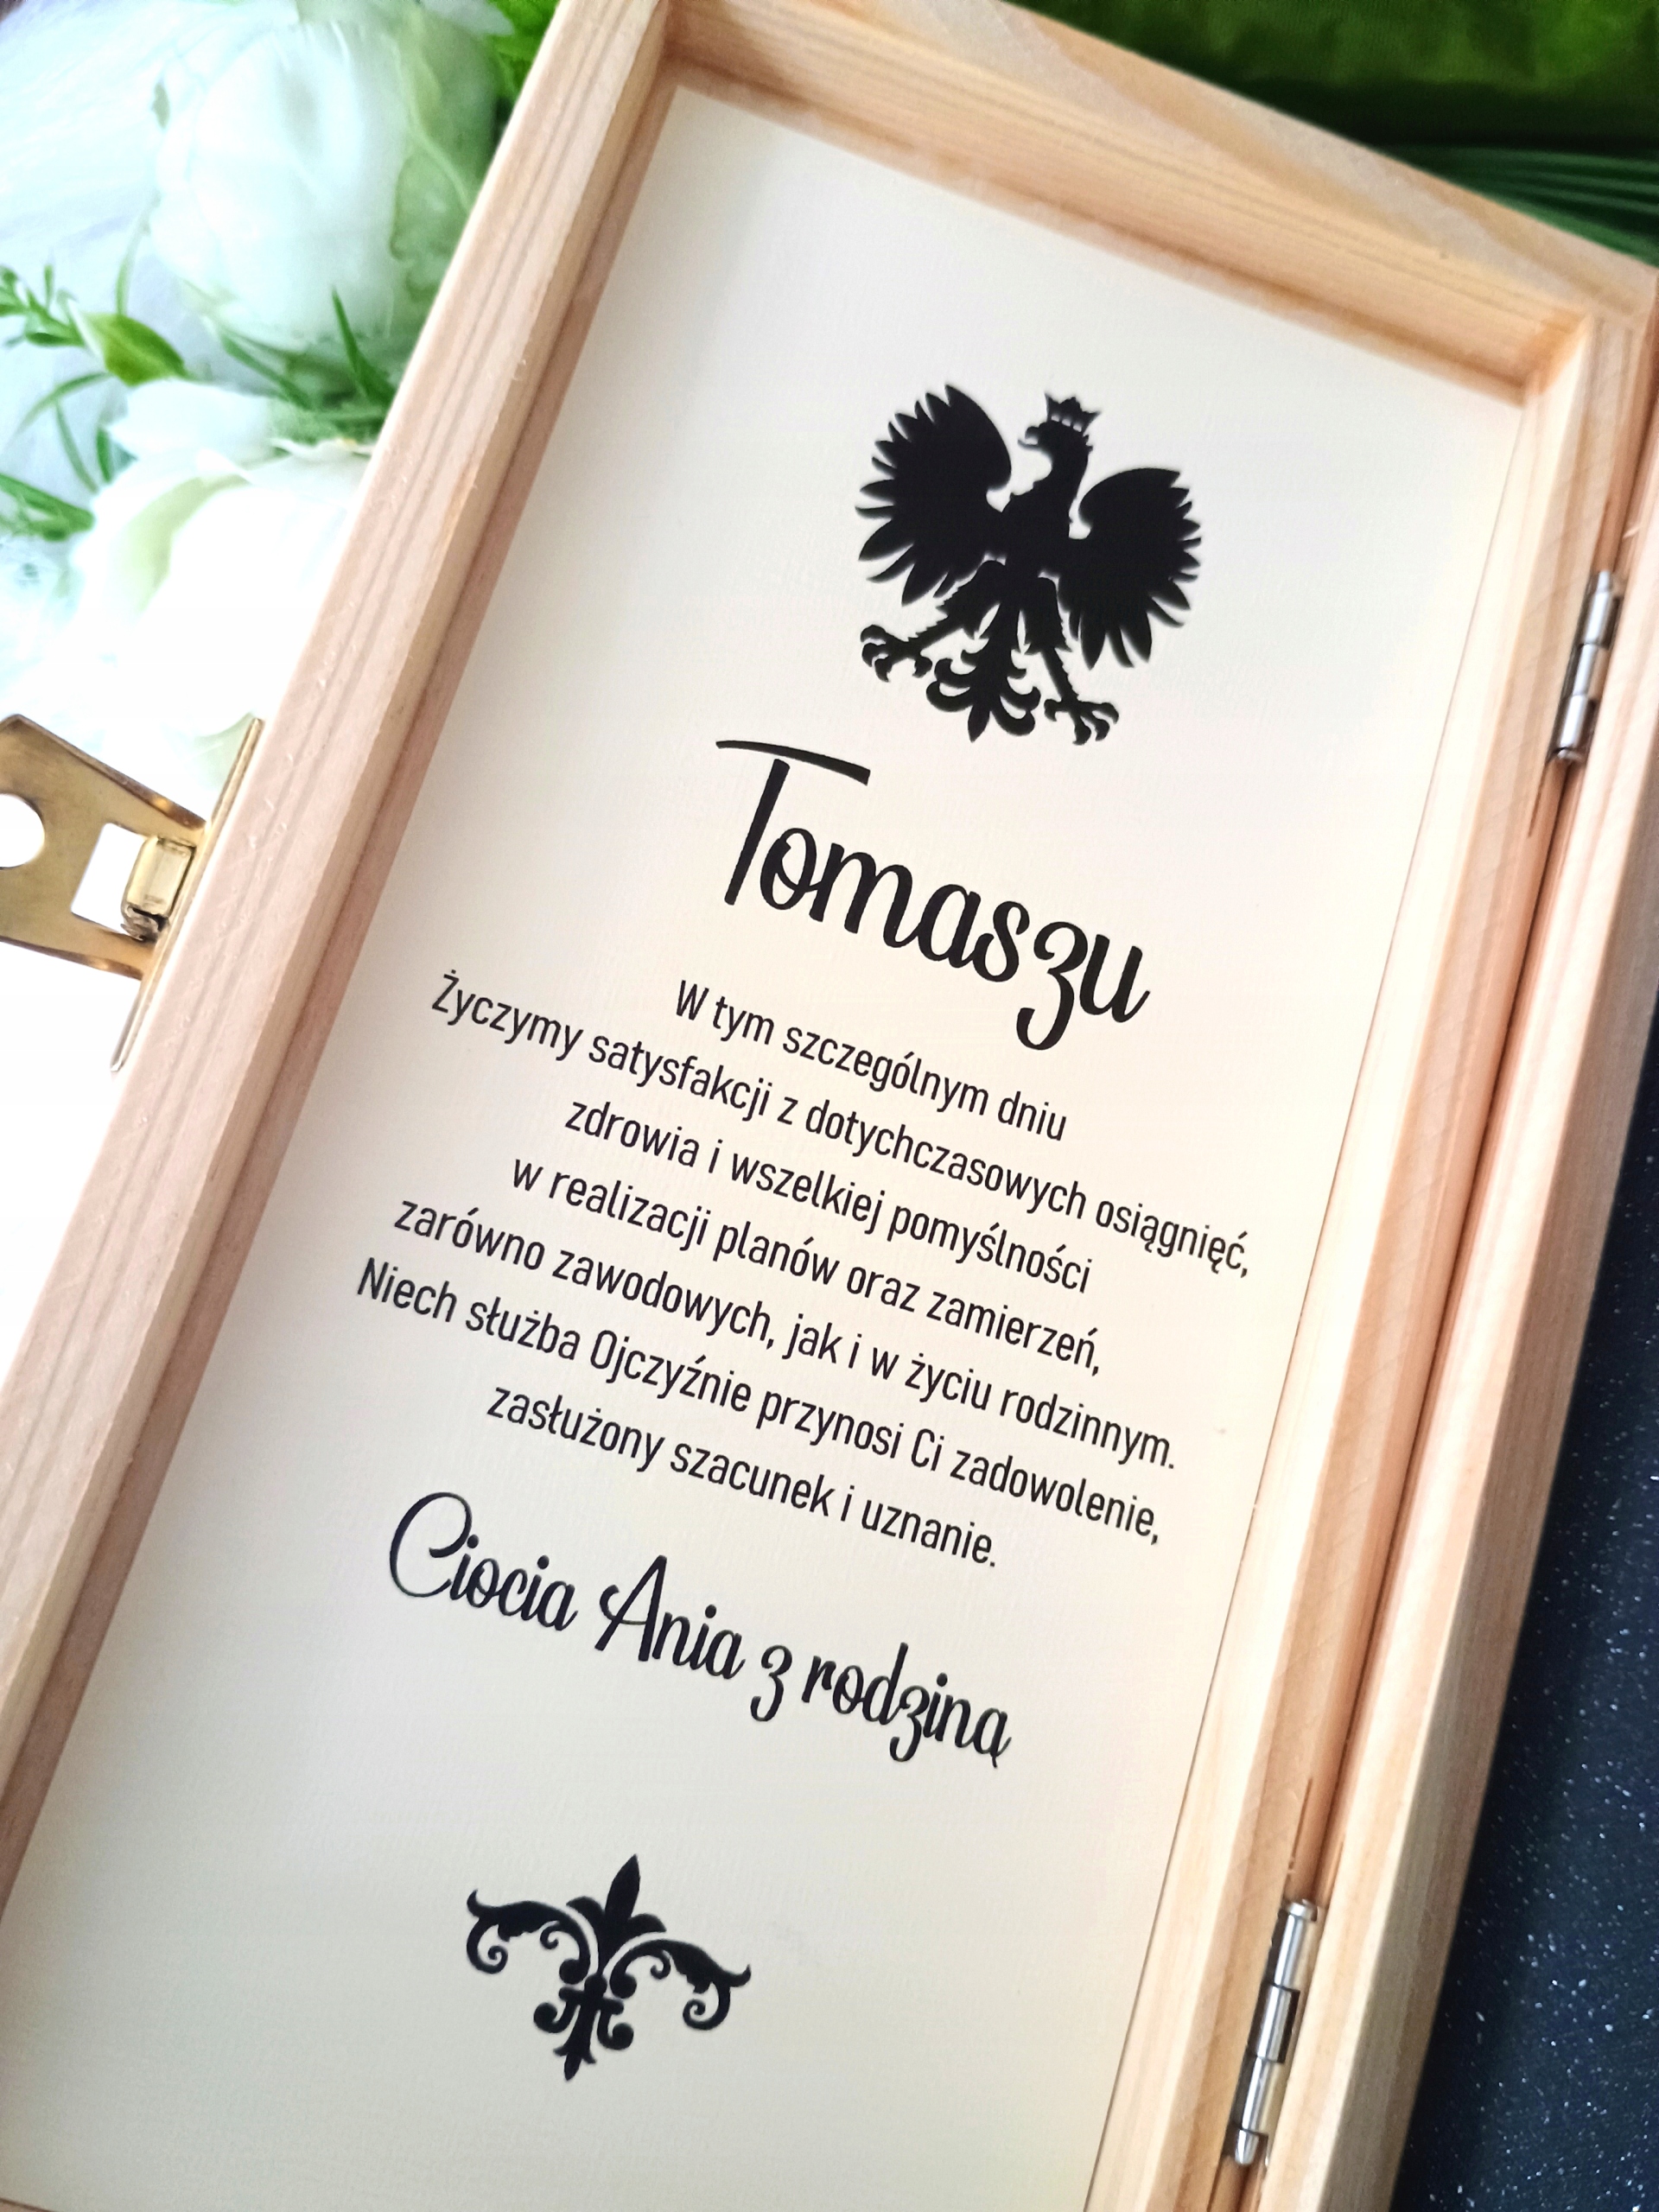 Tomaszu
W tym szczególnym dniu
Życzymy satysfakcji z dotychczasowych osiągnięć,
zdrowia i wszelkiej pomyślności
w realizacji planów oraz zamierzeń,
zarówno zawodowych, jak i w życiu rodzinnym.
Niech służba Ojczyźnie przynosi Ci zadowolenie,
zasłużony szacunek i uznanie.
Ciocia Ania z rodziną